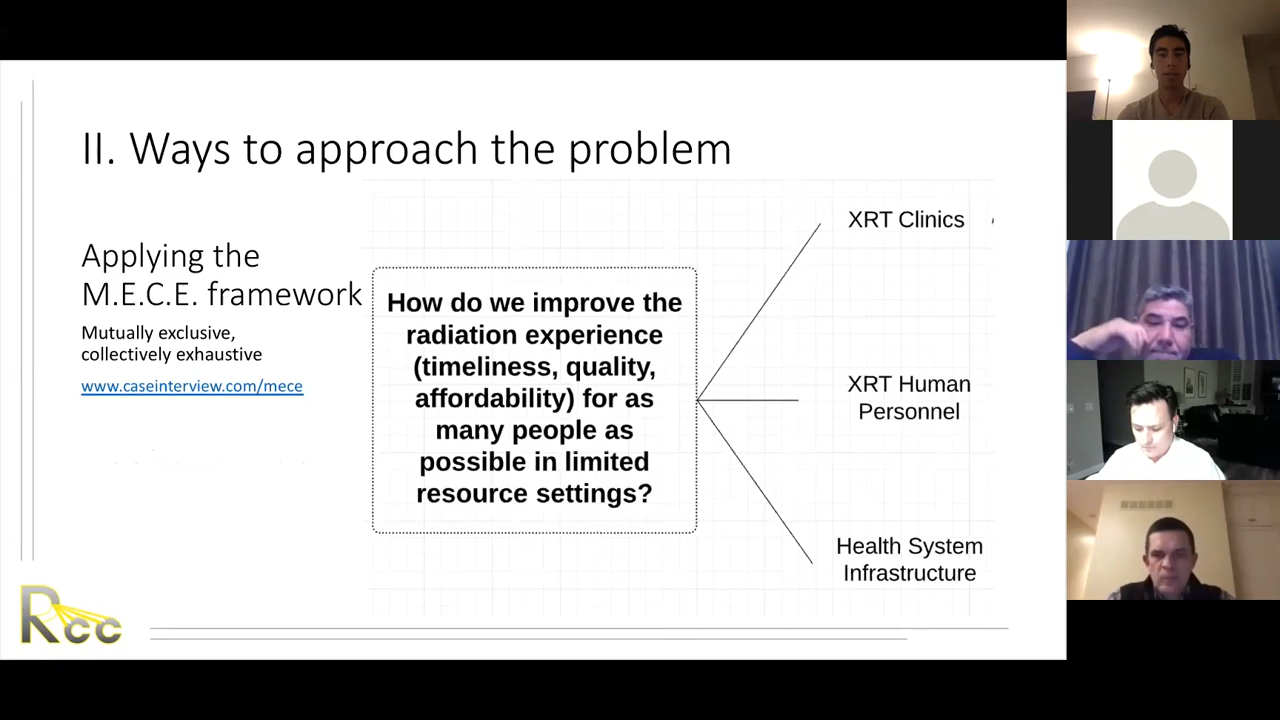 II. Ways to approach the problem
Applying the
M.E.C.E. framework
Mutually exclusive,
collectively exhaustive
www.caseinterview.com/mece
How do we improve the
radiation experience
(timeliness, quality,
affordability) for as
many people as
possible in limited
resource settings?
XRT Clinics
XRT Human
Personnel
Health System
Infrastructure
Rcc